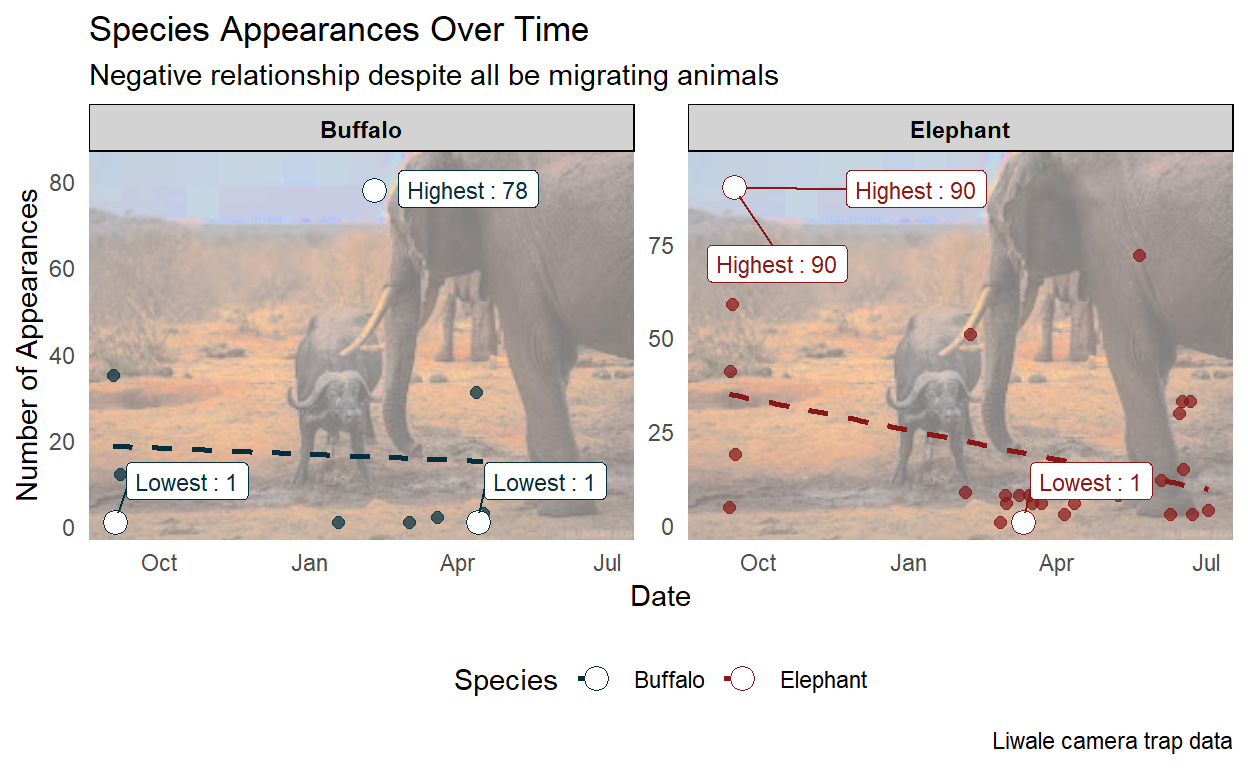 Species Appearances Over Time
Negative relationship despite all be migrating animals
Buffalo
Elephant
Number of Appearances
80
60
40
20
0
Highest : 78
Lowest : 1
Lowest : 1
Oct
Jan
Apr
Jul
75
50
25
0
Highest : 90
Highest : 90
Lowest : 1
Oct
Jan
Apr
Jul
Date
Species
Buffalo
Elephant
Liwale camera trap data